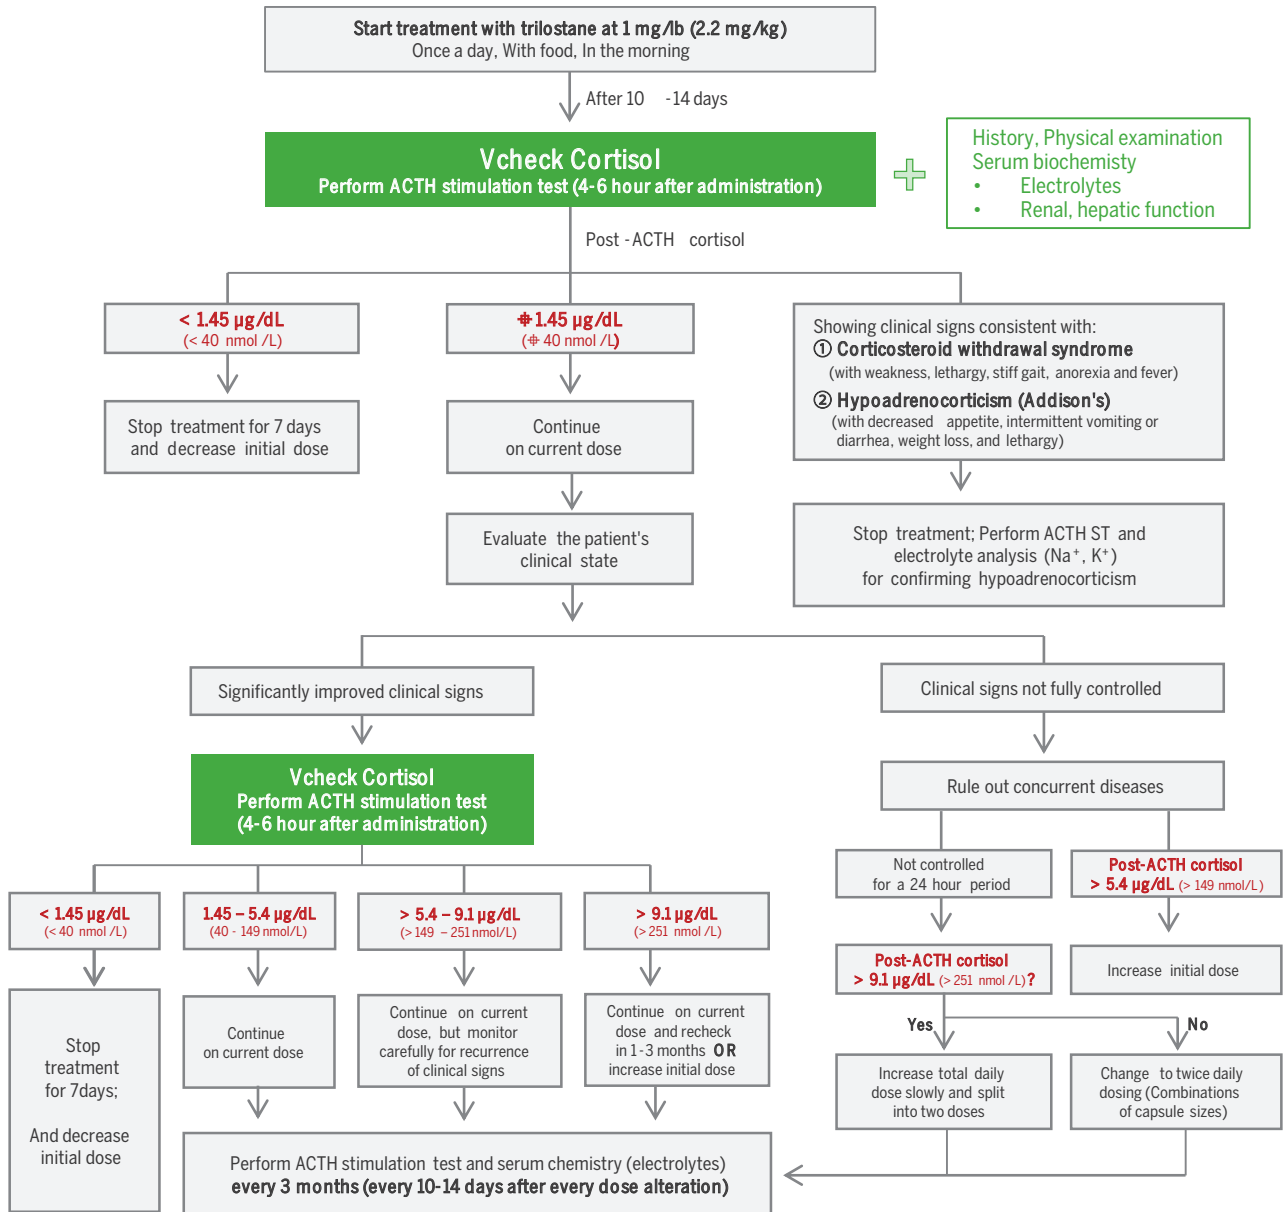 Start treatment with trilostane at 1 mg/lb (2.2 mg/kg)
Once a day, With food, In the morning
After 10 -14 days
Vcheck Cortisol
Perform ACTH stimulation test (4-6 hour after administration)
History, Physical examination
Serum biochemisty
• Electrolytes
• Renal, hepatic function
Post -ACTH cortisol
< 1.45 µg/dL
(< 40 nmol /L)
⌖ 1.45 µg/dL
(⌖ 40 nmol /L)
Showing clinical signs consistent with:
① Corticosteroid withdrawal syndrome
(with weakness, lethargy, stiff gait, anorexia and fever)
② Hypoadrenocorticism (Addison's)
(with decreased appetite, intermittent vomiting or
diarrhea, weight loss, and lethargy)
Stop treatment for 7 days
and decrease initial dose
Continue
on current dose
Evaluate the patient's
clinical state
Stop treatment; Perform ACTH ST and
electrolyte analysis (Na⁺, K⁺)
for confirming hypoadrenocorticism
Significantly improved clinical signs
Clinical signs not fully controlled
Vcheck Cortisol
Perform ACTH stimulation test
(4-6 hour after administration)
Rule out concurrent diseases
Not controlled
for a 24 hour period
Post-ACTH cortisol
> 5.4 µg/dL (> 149 nmol/L)
< 1.45 µg/dL
(< 40 nmol /L)
1.45 – 5.4 µg/dL
(40 - 149 nmol/L)
> 5.4 – 9.1 µg/dL
(> 149 – 251 nmol/L)
> 9.1 µg/dL
(> 251 nmol /L)
Post-ACTH cortisol
> 9.1 µg/dL (> 251 nmol /L) ?
Increase initial dose
Stop
treatment
for 7days;
And decrease
initial dose
Continue
on current dose
Continue on current
dose, but monitor
carefully for recurrence
of clinical signs
Continue on current
dose and recheck
in 1-3 months OR
increase initial dose
Yes
No
Increase total daily
dose slowly and split
into two doses
Change to twice daily
dosing (Combinations
of capsule sizes)
Perform ACTH stimulation test and serum chemistry (electrolytes)
every 3 months (every 10-14 days after every dose alteration)